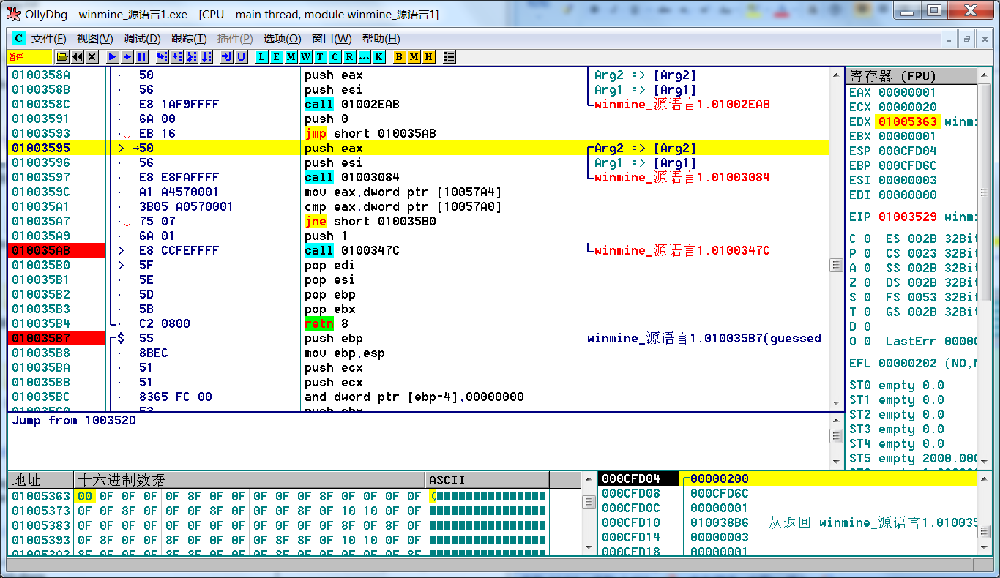 OllyDbg - winmine_源语言1.exe - [CPU - main thread, module winmine_源语言1]
C 文件(F) 视图(V) 调试(D) 跟踪(T) 插件(P) 选项(O) 窗口(W) 帮助(H)
暂停 L E M W T C R ... K B M H
0100358A · 50 push eax Arg2 => [Arg2]
0100358B · 56 push esi Arg1 => [Arg1]
0100358C · E8 1AF9FFFF call 01002EAB winmine_源语言1.01002EAB
01003591 · 6A 00 push 0
01003593 · EB 16 jmp short 010035AB
01003595 > 50 push eax Arg2 => [Arg2]
01003596 · 56 push esi Arg1 => [Arg1]
01003597 · E8 E8FAFFFF call 01003084 winmine_源语言1.01003084
0100359C · A1 A4570001 mov eax,dword ptr [10057A4]
010035A1 · 3B05 A0570001 cmp eax,dword ptr [10057A0]
010035A7 · 75 07 jne short 010035B0
010035A9 · 6A 01 push 1
010035AB > E8 CCFEFFFF call 0100347C winmine_源语言1.0100347C
010035B0 > 5F pop edi
010035B1 · 5E pop esi
010035B2 · 5D pop ebp
010035B3 · 5B pop ebx
010035B4 · C2 0800 retn 8
010035B7 $ 55 push ebp winmine_源语言1.010035B7(guessed
010035B8 · 8BEC mov ebp,esp
010035BA · 51 push ecx
010035BB · 51 push ecx
010035BC · 8365 FC 00 and dword ptr [ebp-4],00000000
010035C0 · 53 push ebx
Jump from 100352D
寄存器 (FPU)
EAX 00000001
ECX 00000020
EDX 01005363 winm
EBX 00000001
ESP 000CFD04
EBP 000CFD6C
ESI 00000003
EDI 00000000
EIP 01003529 winm
C 0 ES 002B 32Bit
P 0 CS 0023 32Bit
A 0 SS 002B 32Bit
Z 0 DS 002B 32Bit
S 0 FS 0053 32Bit
T 0 GS 002B 32Bit
D 0
O 0 LastErr 00000
EFL 00000202 (NO,N
ST0 empty 0.0
ST1 empty 0.0
ST2 empty 0.0
ST3 empty 0.0
ST4 empty 0.0
ST5 empty 2000.000
地址 十六进制数据 ASCII
01005363 00 0F 0F 0F 0F 8F 0F 0F 0F 0F 0F 8F 0F 0F 0F 0F
01005373 0F 0F 8F 0F 0F 0F 8F 0F 0F 0F 8F 0F 10 10 0F 0F
01005383 0F 0F 0F 0F 0F 0F 0F 0F 0F 0F 0F 0F 8F 0F 8F 0F
01005393 0F 8F 0F 0F 8F 0F 0F 0F 0F 8F 0F 8F 10 10 0F 0F
010053A3 8F 0F 0F 0F 0F 0F 0F 0F 0F 8F 0F 0F 0F 0F 0F 8F
000CFD04 00000200
000CFD08 000CFD6C
000CFD0C 00000001
000CFD10 010038B6 从返回 winmine_源语言1.010035
000CFD14 00000003
000CFD18 00000001